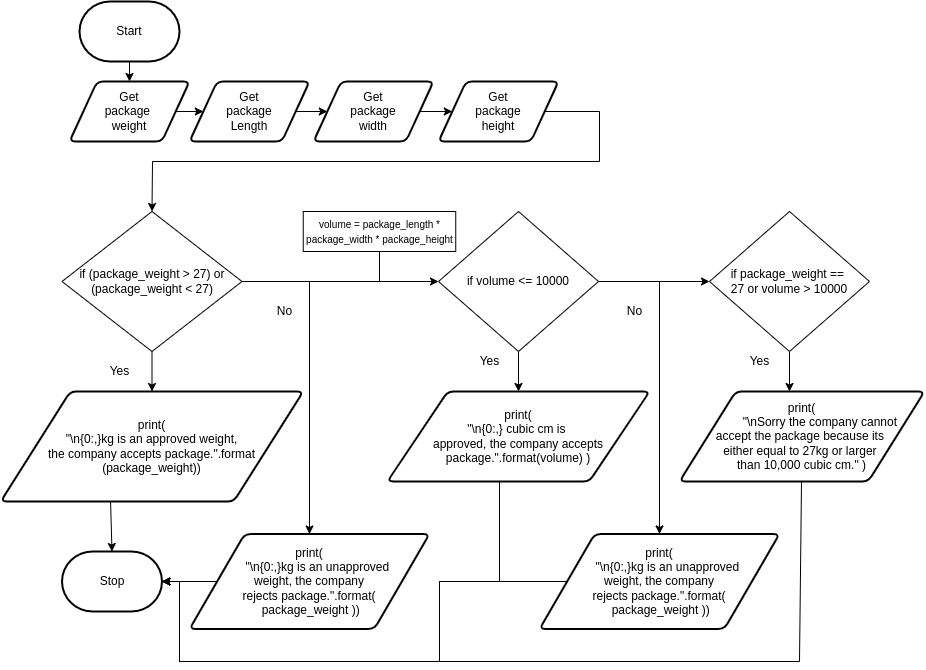 Start
Get
package
weight
Get
package
Length
Get
package
width
Get
package
height
volume = package_length *
package_width * package_height
if (package_weight > 27) or
(package_weight < 27)
if volume <= 10000
if package_weight ==
27 or volume > 10000
No
No
Yes
Yes
Yes
print(
"\n{0:,}kg is an approved weight,
the company accepts package.".format
(package_weight))
print(
"\n{0:,} cubic cm is
approved, the company accepts
package.".format(volume) )
print(
"\nSorry the company cannot
accept the package because its
either equal to 27kg or larger
than 10,000 cubic cm." )
Stop
print(
"\n{0:,}kg is an unapproved
weight, the company
rejects package.".format(
package_weight ))
print(
"\n{0:,}kg is an unapproved
weight, the company
rejects package.".format(
package_weight ))